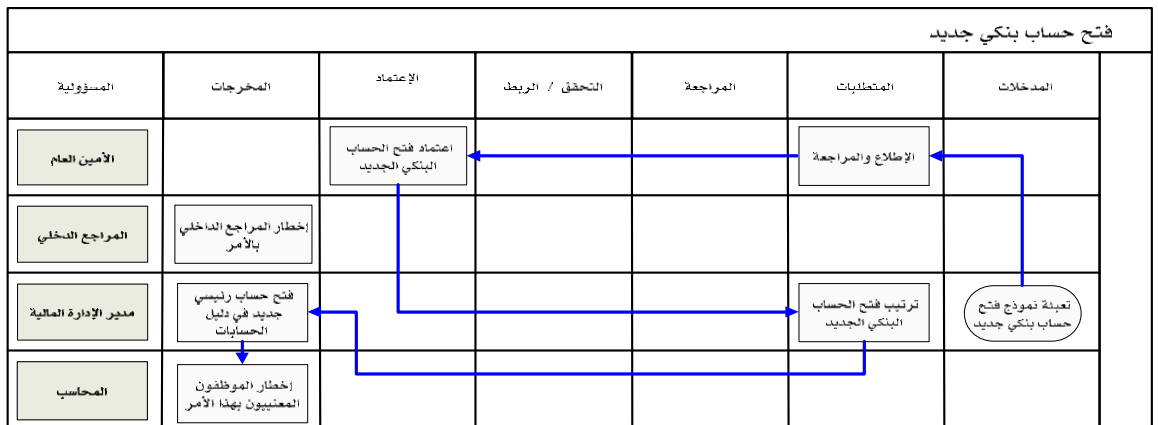 فتح حساب بنكي جديد
المدخلات
المتطلبات
المراجعة
التحقق / الربط
الإعتماد
المخرجات
المسؤولية
الإطلاع والمراجعة
اعتماد فتح الحساب
البنكي الجديد
الأمين العام
إخطار المراجع الداخلي
بالأمر
المراجع الدخلي
تعبئة نموذج فتح
حساب بنكي جديد
ترتيب فتح الحساب
البنكي الجديد
فتح حساب رئيسي
جديد في دليل
الحسابات
مدير الإدارة المالية
إخطار الموظفون
المعنييون بهذا الأمر
المحاسب